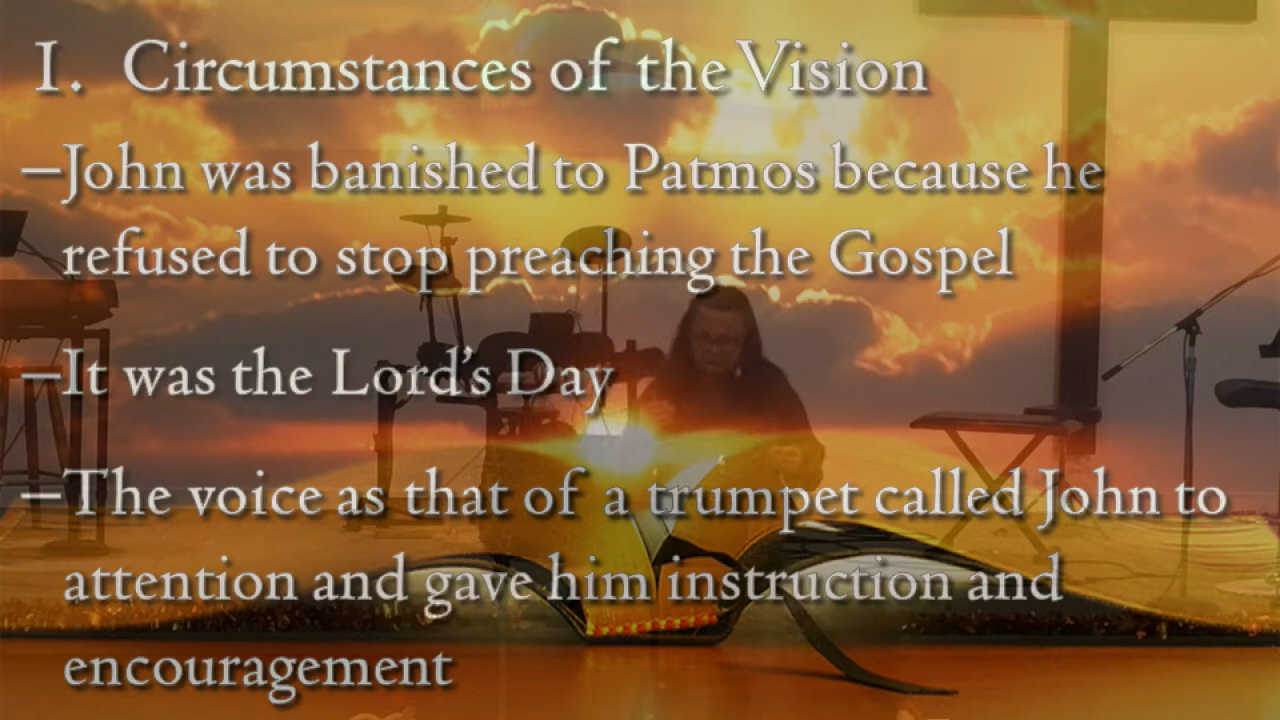 I. Circumstances of the Vision
–John was banished to Patmos because he
refused to stop preaching the Gospel
–It was the Lord's Day
–The voice as that of a trumpet called John to
attention and gave him instruction and
encouragement